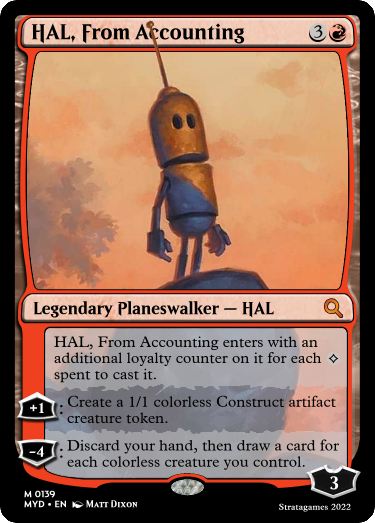 HAL, From Accounting 3
Legendary Planeswalker — HAL
HAL, From Accounting enters with an
additional loyalty counter on it for each
spent to cast it.
+1: Create a 1/1 colorless Construct artifact
creature token.
-4: Discard your hand, then draw a card for
each colorless creature you control.
3
M 0139
MYD • EN Matt Dixon
Stratagames 2022